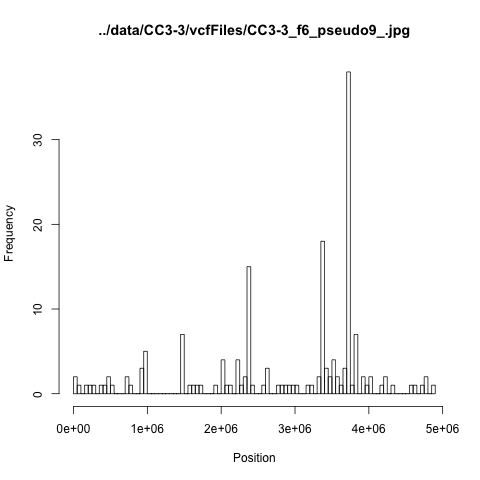 ../data/CC3-3/vcfFiles/CC3-3_f6_pseudo9_.jpg
Frequency
30
20
10
0
0e+00 1e+06 2e+06 3e+06 4e+06 5e+06
Position